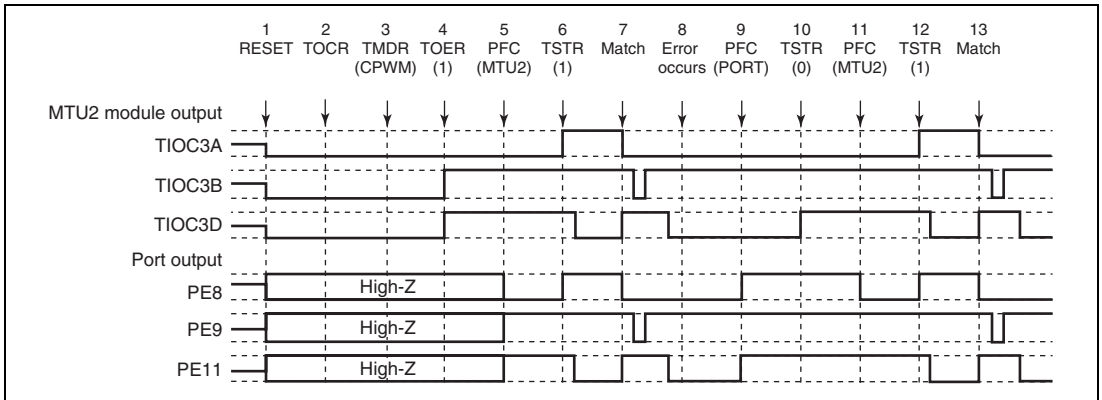 1 2 3 4 5 6 7 8 9 10 11 12 13
RESET TOCR TMDR TOER PFC TSTR Match Error PFC TSTR PFC TSTR Match
(CPWM) (1) (MTU2) (1) occurs (PORT) (0) (MTU2) (1)
MTU2 module output
TIOC3A
TIOC3B
TIOC3D
Port output
PE8 High-Z
PE9 High-Z
PE11 High-Z